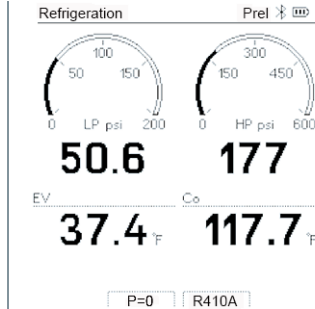 Refrigeration Prel
100 300
50 150 150 450
0 LP psi 200 0 HP psi 600
50.6 177
EV Co
37.4 °F 117.7 °F
P=0 R410A